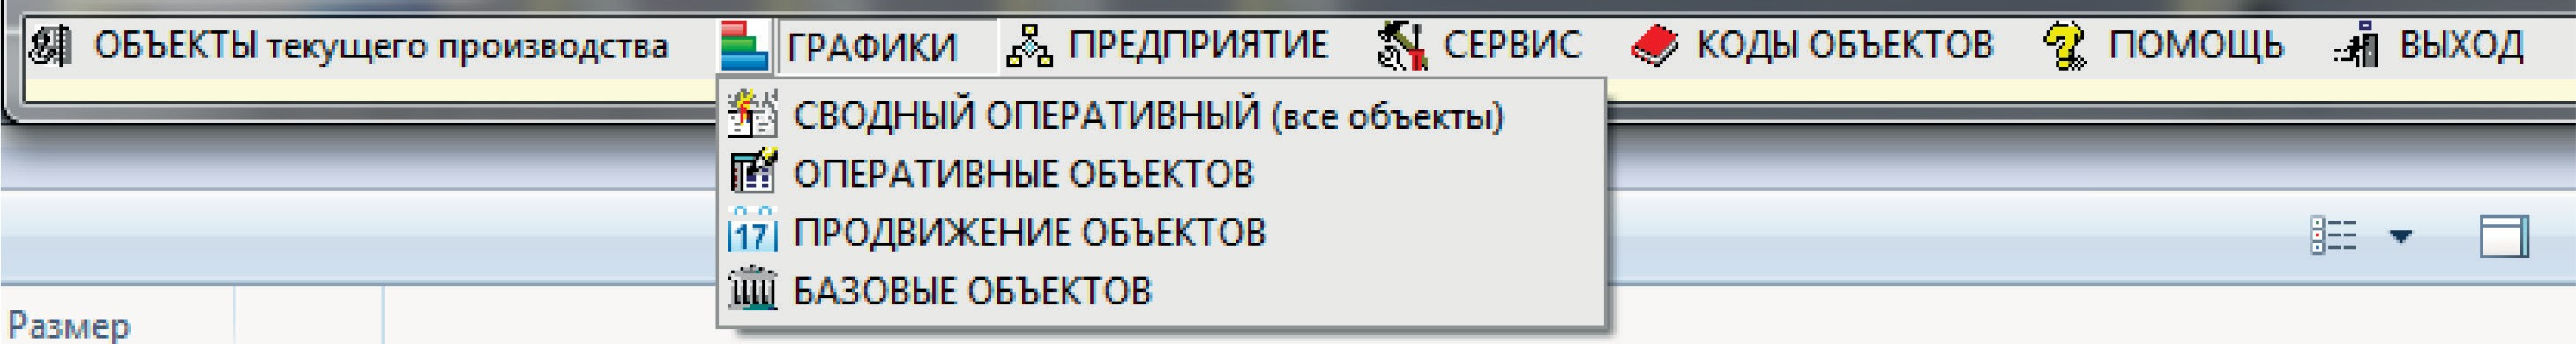 ОБЪЕКТЫ текущего производства ГРАФИКИ ПРЕДПРИЯТИЕ СЕРВИС КОДЫ ОБЪЕКТОВ ПОМОЩЬ ВЫХОД
СВОДНЫЙ ОПЕРАТИВНЫЙ (все объекты)
ОПЕРАТИВНЫЕ ОБЪЕКТОВ
17 ПРОДВИЖЕНИЕ ОБЪЕКТОВ
БАЗОВЫЕ ОБЪЕКТОВ
Размер